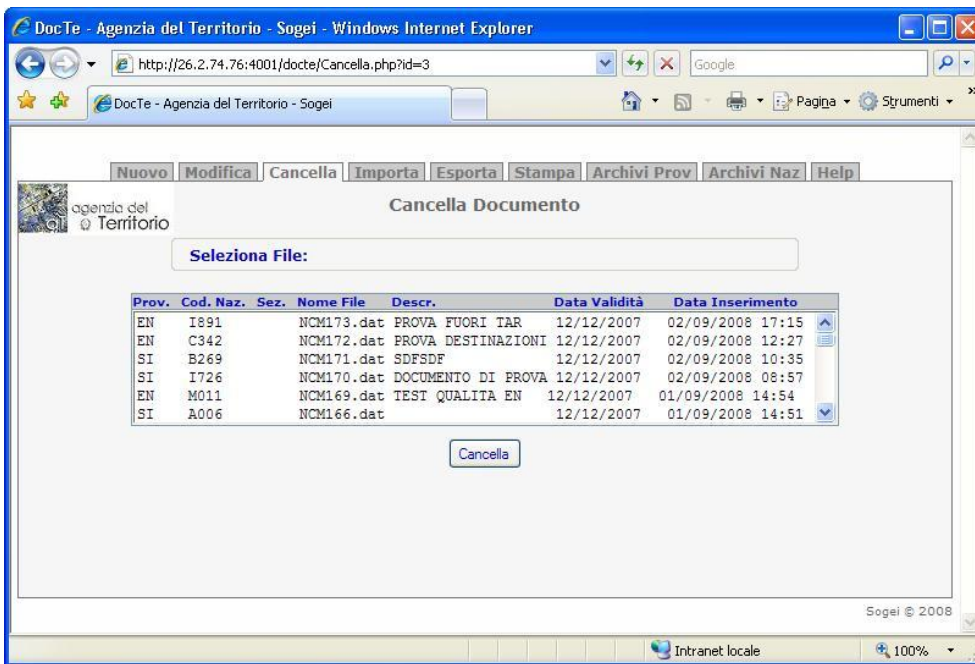 DocTe - Agenzia del Territorio - Sogei - Windows Internet Explorer
http://26.2.74.76:4001/docte/Cancella.php?id=3
Google
DocTe - Agenzia del Territorio - Sogei
Pagina
Strumenti
Nuovo Modifica Cancella Importa Esporta Stampa Archivi Prov Archivi Naz Help
agenzia del
Territorio
Cancella Documento
Seleziona File:
Prov. Cod. Naz. Sez. Nome File Descr. Data Validità Data Inserimento
EN I891 NCM173.dat PROVA FUORI TAR 12/12/2007 02/09/2008 17:15
EN C342 NCM172.dat PROVA DESTINAZIONI 12/12/2007 02/09/2008 12:27
SI B269 NCM171.dat SDFSDF 12/12/2007 02/09/2008 10:35
SI I726 NCM170.dat DOCUMENTO DI PROVA 12/12/2007 02/09/2008 08:57
EN M011 NCM169.dat TEST QUALITA EN 12/12/2007 01/09/2008 14:54
SI A006 NCM166.dat 12/12/2007 01/09/2008 14:51
Cancella
Sogei © 2008
Intranet locale
100%